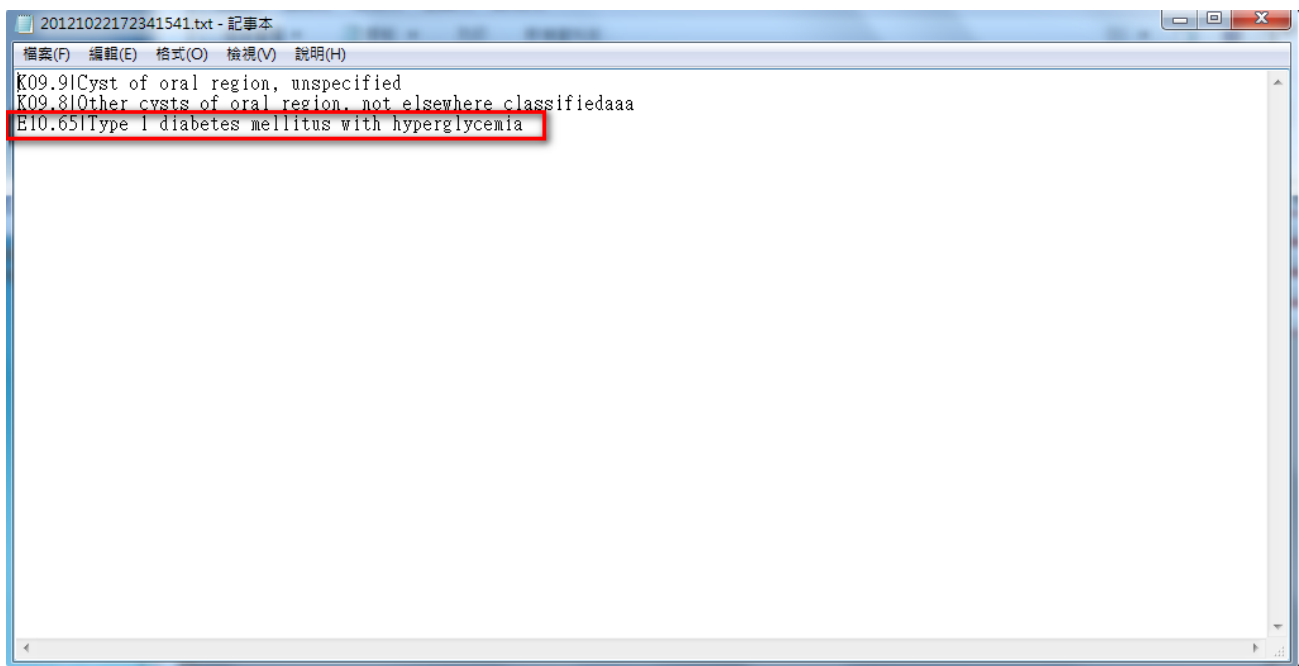 20121022172341541.txt - 記事本
檔案(F) 編輯(E) 格式(O) 檢視(V) 說明(H)
K09.9|Cyst of oral region, unspecified
K09.8|Other cysts of oral region, not elsewhere classifiedaaa
E10.65|Type 1 diabetes mellitus with hyperglycemia